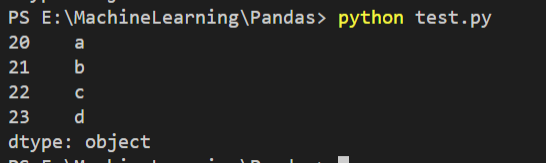 PS E:\MachineLearning\Pandas> python test.py
20    a
21    b
22    c
23    d
dtype: object